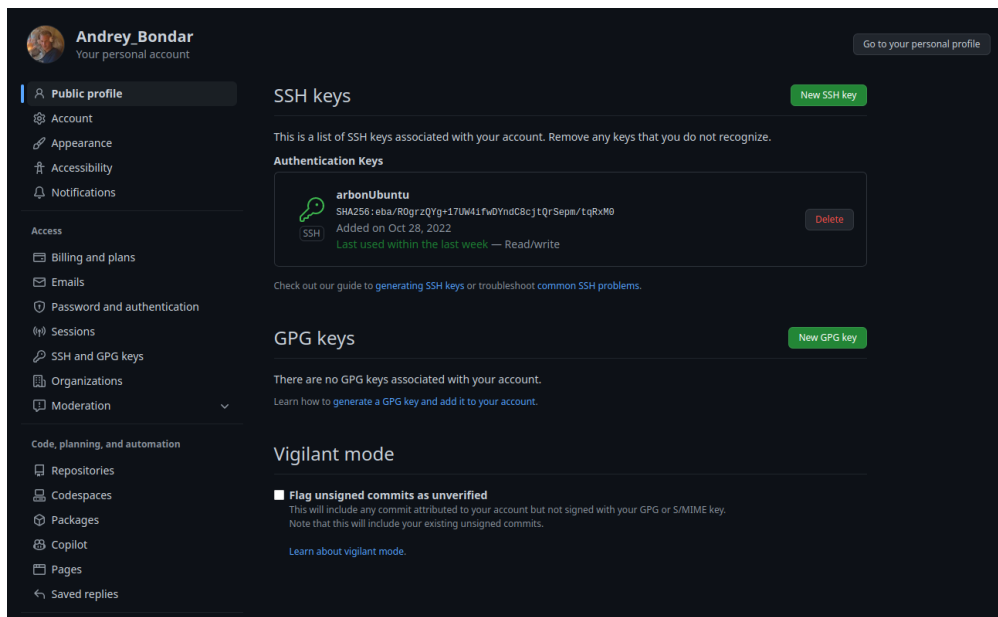 Andrey_Bondar
Your personal account
Go to your personal profile
Public profile
Account
Appearance
Accessibility
Notifications
Access
Billing and plans
Emails
Password and authentication
Sessions
SSH and GPG keys
Organizations
Moderation
Code, planning, and automation
Repositories
Codespaces
Packages
Copilot
Pages
Saved replies
SSH keys
New SSH key
This is a list of SSH keys associated with your account. Remove any keys that you do not recognize.
Authentication Keys
arbonUbuntu
SHA256:eba/ROgrzQYg+17UW4ifwDYndC8cjtQrSepm/tqRxM0
SSH
Added on Oct 28, 2022
Last used within the last week — Read/write
Delete
Check out our guide to generating SSH keys or troubleshoot common SSH problems.
GPG keys
New GPG key
There are no GPG keys associated with your account.
Learn how to generate a GPG key and add it to your account.
Vigilant mode
Flag unsigned commits as unverified
This will include any commit attributed to your account but not signed with your GPG or S/MIME key.
Note that this will include your existing unsigned commits.
Learn about vigilant mode.